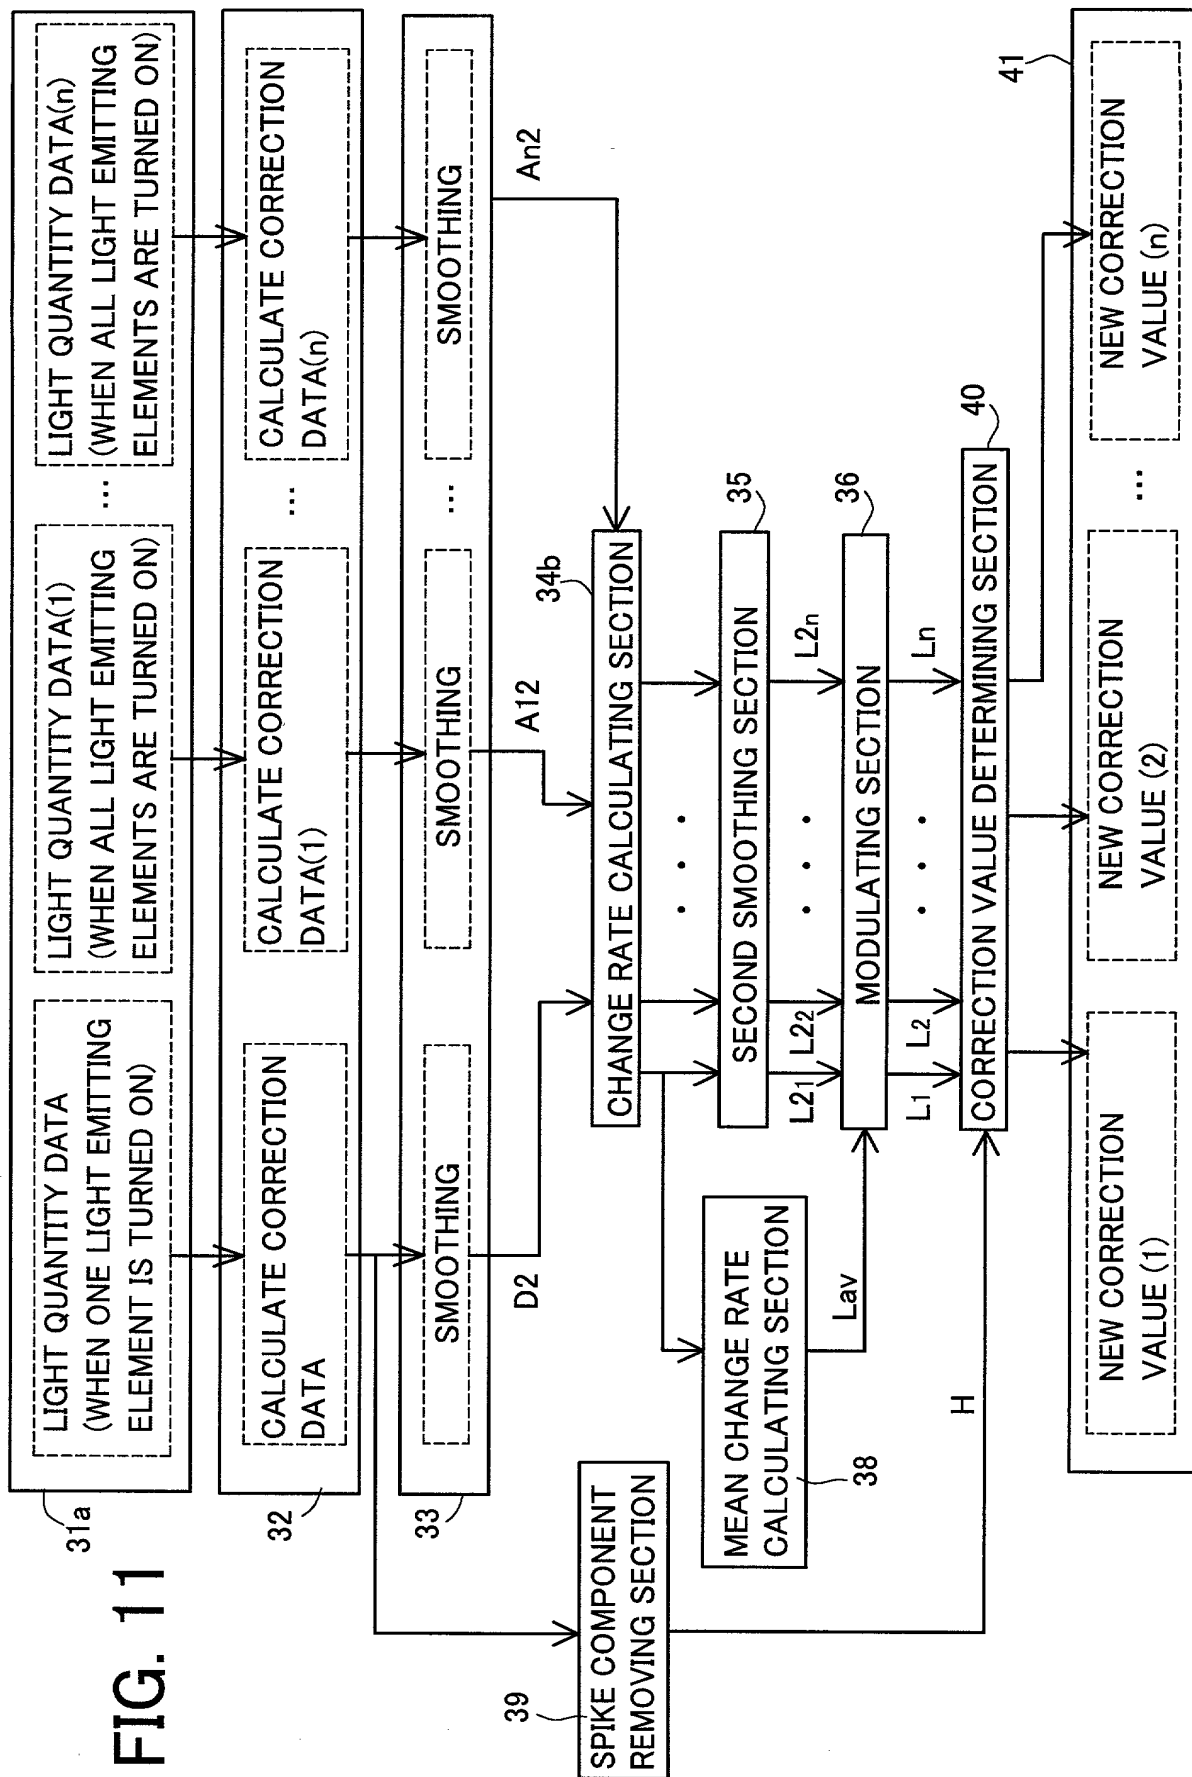 FIG. 11
31a
LIGHT QUANTITY DATA
(WHEN ONE LIGHT EMITTING
ELEMENT IS TURNED ON)
LIGHT QUANTITY DATA(1)
(WHEN ALL LIGHT EMITTING
ELEMENTS ARE TURNED ON)
...
LIGHT QUANTITY DATA(n)
(WHEN ALL LIGHT EMITTING
ELEMENTS ARE TURNED ON)
32
CALCULATE CORRECTION
DATA
CALCULATE CORRECTION
DATA(1)
...
CALCULATE CORRECTION
DATA(n)
33
SMOOTHING
SMOOTHING
...
SMOOTHING
D2
A12
An2
34b
CHANGE RATE CALCULATING SECTION
39
SPIKE COMPONENT
REMOVING SECTION
38
MEAN CHANGE RATE
CALCULATING SECTION
35
SECOND SMOOTHING SECTION
Lav
L21
L22
L2n
36
MODULATING SECTION
L1
L2
Ln
H
40
CORRECTION VALUE DETERMINING SECTION
41
NEW CORRECTION
VALUE (1)
NEW CORRECTION
VALUE (2)
...
NEW CORRECTION
VALUE (n)